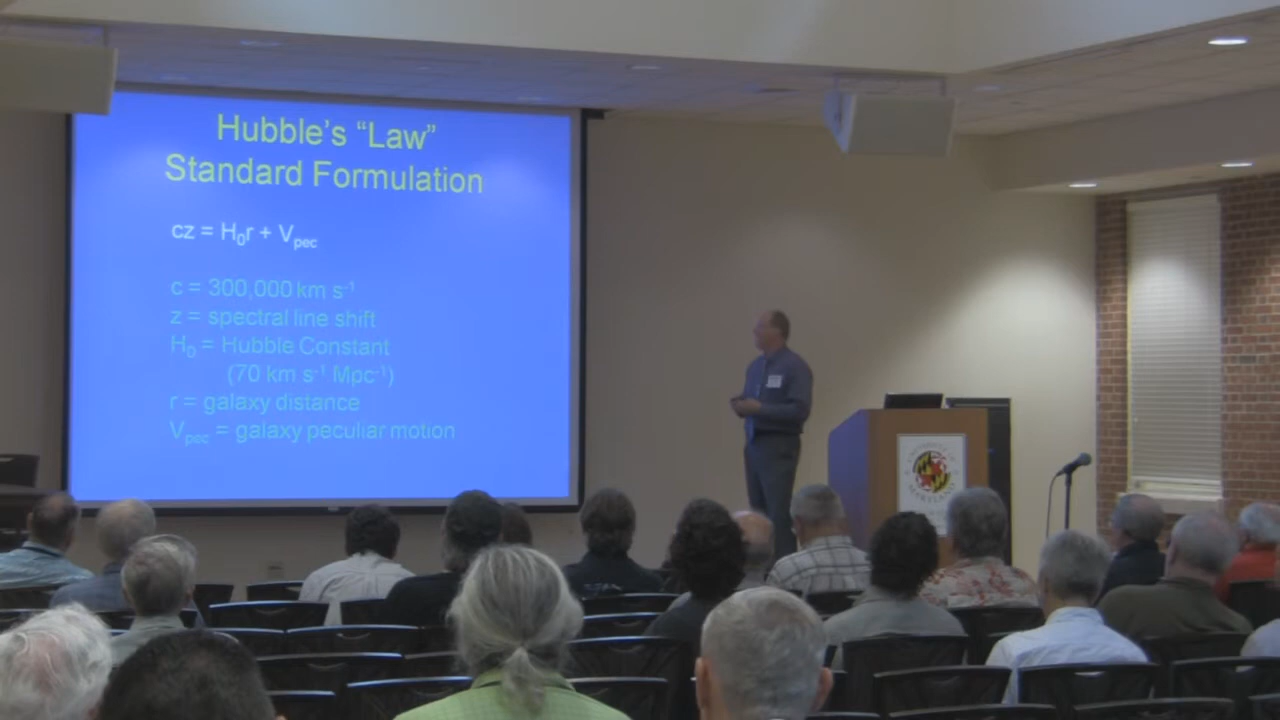 Hubble's “Law”
Standard Formulation
cz = H₀r + Vpec
c = 300,000 km s⁻¹
z = spectral line shift
H₀ = Hubble Constant
(70 km s⁻¹ Mpc⁻¹)
r = galaxy distance
Vpec = galaxy peculiar motion
MARYLAND